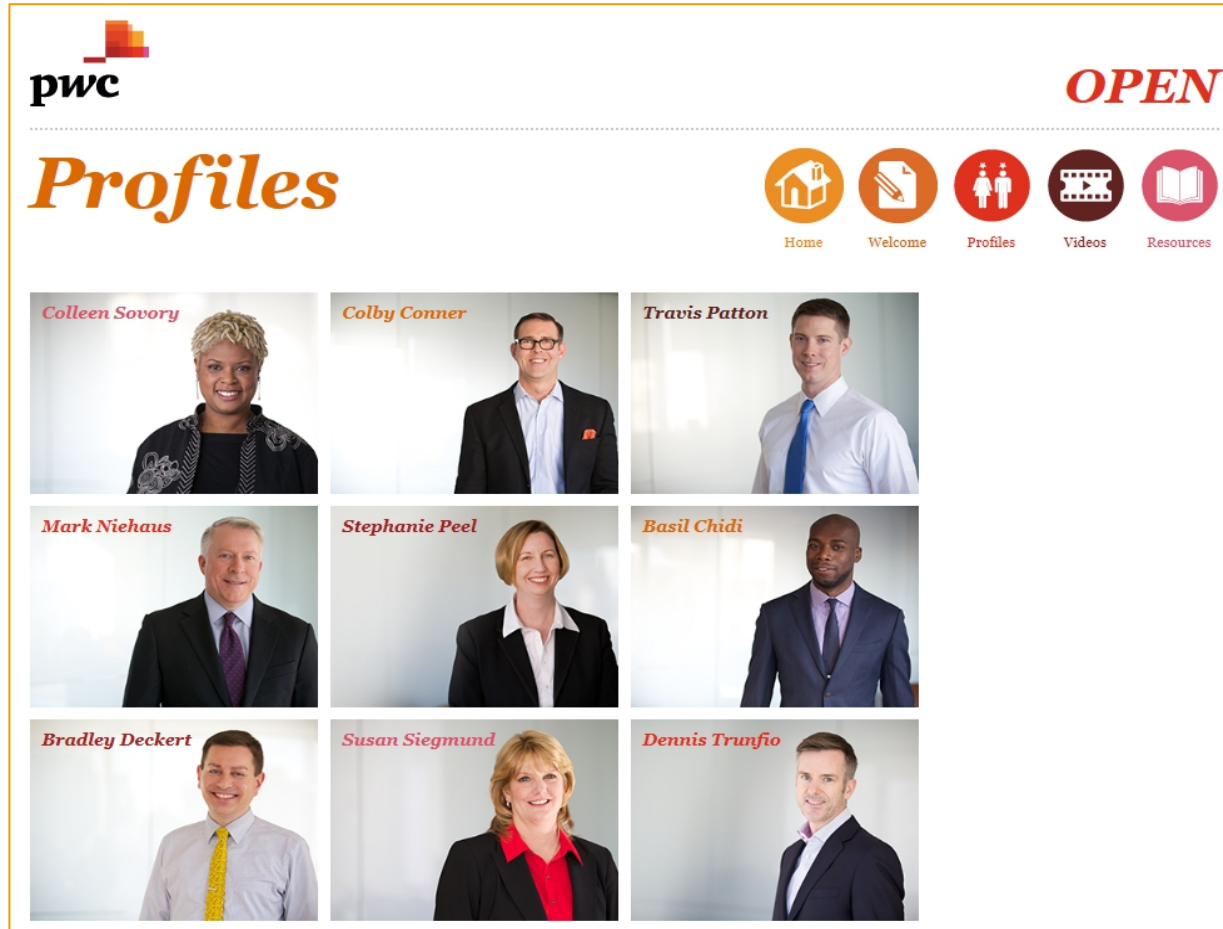 pwc
OPEN
Profiles
Home Welcome Profiles Videos Resources
Colleen Sovory Colby Conner Travis Patton
Mark Niehaus Stephanie Peel Basil Chidi
Bradley Deckert Susan Siegmund Dennis Trunfio